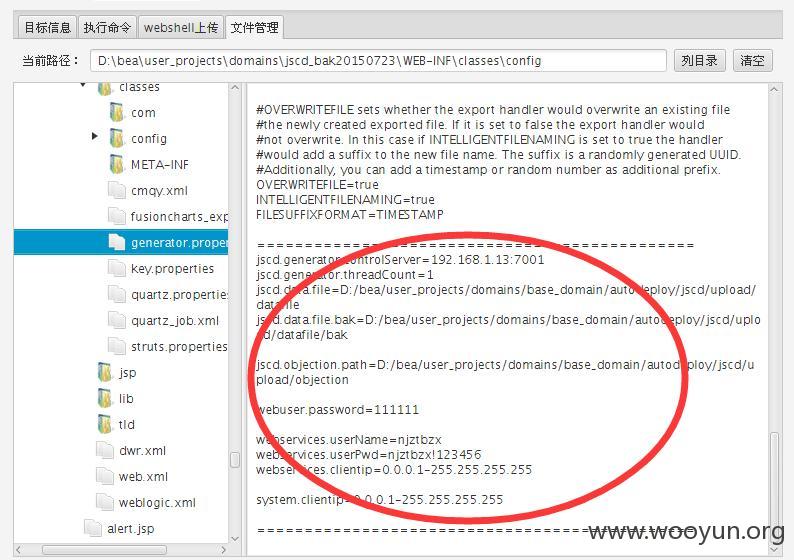 目标信息 执行命令 webshell上传 文件管理
当前路径： D:\bea\user_projects\domains\jscd_bak20150723\WEB-INF\classes\config 列目录 清空
classes
com
config
META-INF
cmqy.xml
fusioncharts_exp
generator.proper
key.properties
quartz.properties
quartz_job.xml
struts.properties
jsp
lib
tld
dwr.xml
web.xml
weblogic.xml
alert.jsp
#OVERWRITEFILE sets whether the export handler would overwrite an existing file
#the newly created exported file. If it is set to false the export handler would
#not overwrite. In this case if INTELLIGENTFILENAMING is set to true the handler
#would add a suffix to the new file name. The suffix is a randomly generated UUID.
#Additionally, you can add a timestamp or random number as additional prefix.
OVERWRITEFILE=true
INTELLIGENTFILENAMING=true
FILESUFFIXFORMAT=TIMESTAMP
==============================================
jscd.generator.controlServer=192.168.1.13:7001
jscd.generator.threadCount=1
jscd.data.file=D:/bea/user_projects/domains/base_domain/autodeploy/jscd/upload/
datafile
jscd.data.file.bak=D:/bea/user_projects/domains/base_domain/autodeploy/jscd/uplo
ad/datafile/bak
jscd.objection.path=D:/bea/user_projects/domains/base_domain/autodeploy/jscd/u
pload/objection
webuser.password=111111
webservices.userName=njztbzx
webservices.userPwd=njztbzx!123456
webservices.clientip=0.0.0.1-255.255.255.255
system.clientip=0.0.0.1-255.255.255.255
==============================================
www.wooyun.org